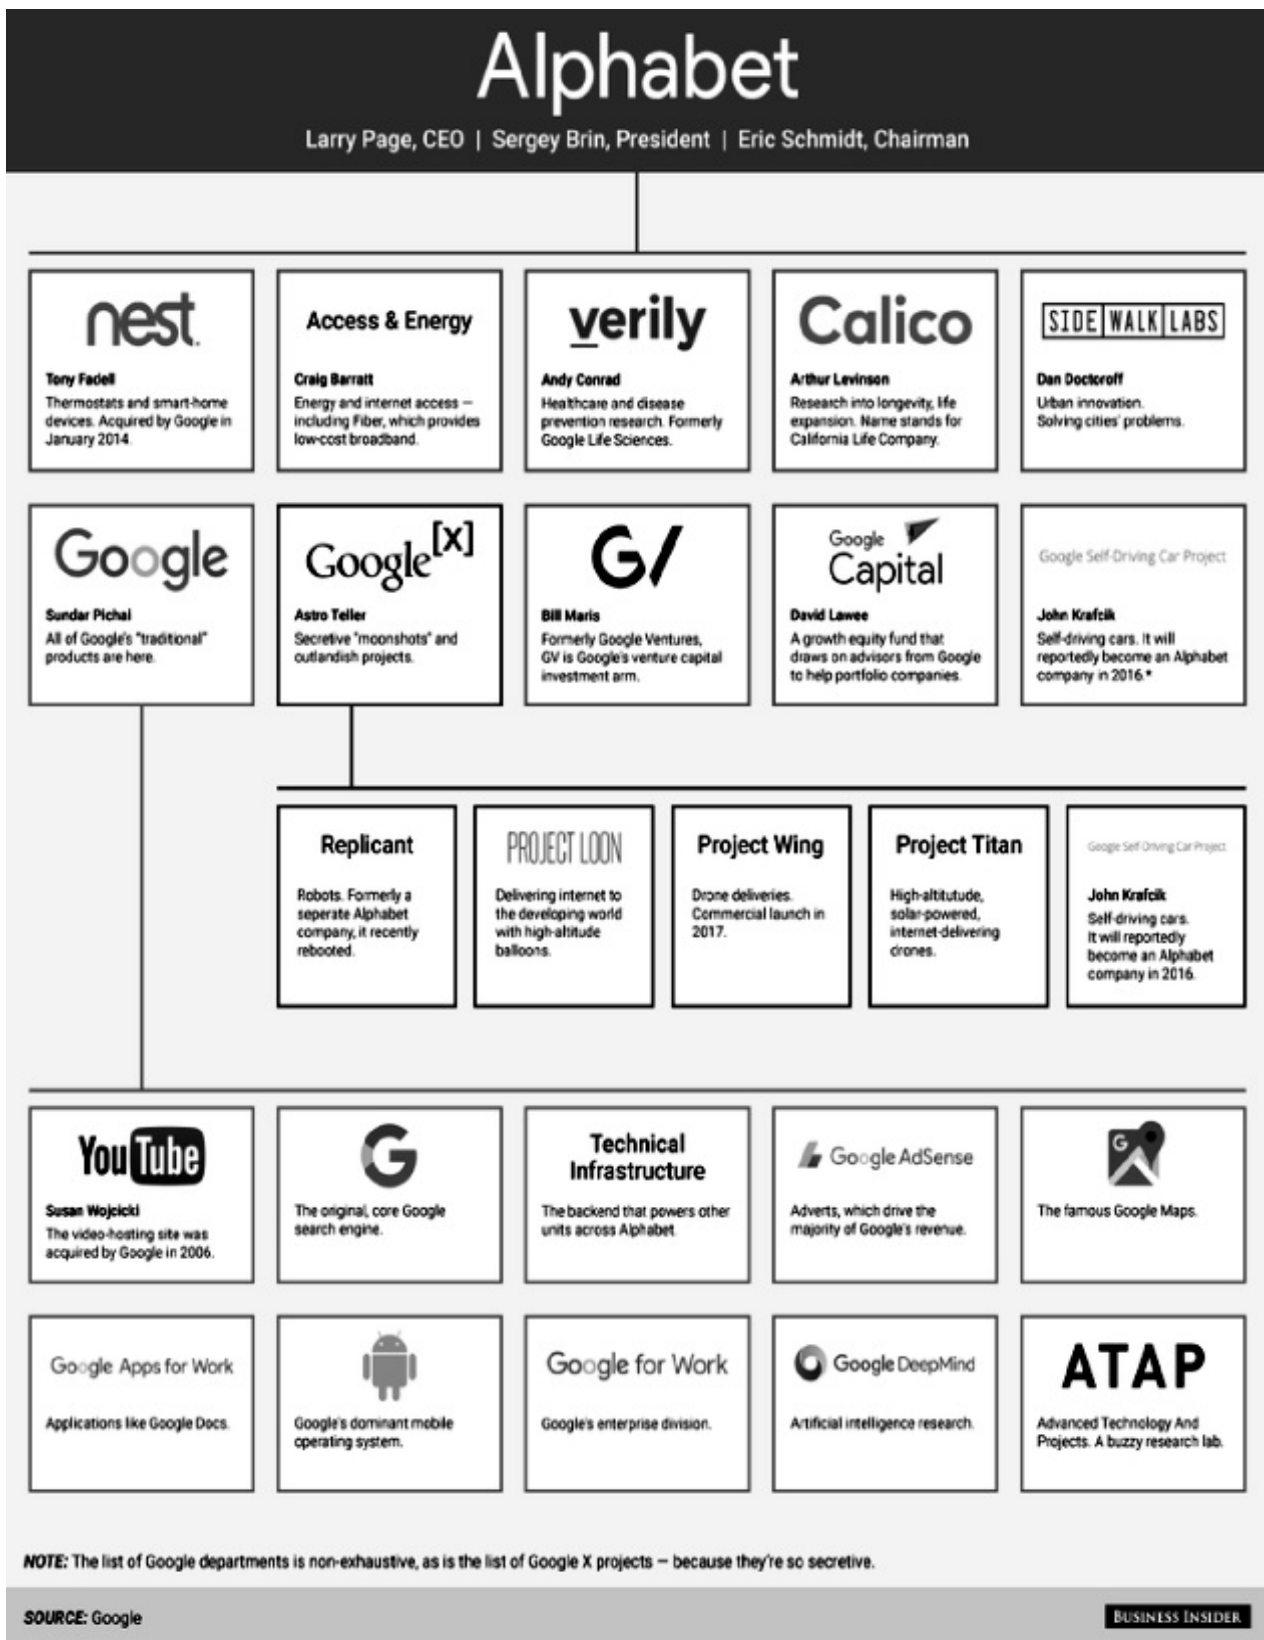 Alphabet
Larry Page, CEO | Sergey Brin, President | Eric Schmidt, Chairman
nest
Tony Fadell
Thermostats and smart-home
devices. Acquired by Google in
January 2014.
Access & Energy
Craig Barratt
Energy and internet access —
including Fiber, which provides
low-cost broadband.
verily
Andy Conrad
Healthcare and disease
prevention research. Formerly
Google Life Sciences.
Calico
Arthur Levinson
Research into longevity, life
expansion. Name stands for
California Life Company.
SIDE WALK LABS
Dan Doctoroff
Urban innovation.
Solving cities' problems.
Google
Sundar Pichai
All of Google's "traditional"
products are here.
Google[x]
Astro Teller
Secretive "moonshots" and
outlandish projects.
G/
Bill Maris
Formerly Google Ventures,
GV is Google's venture capital
investment arm.
Google
Capital
David Lawee
A growth equity fund that
draws on advisors from Google
to help portfolio companies.
Google Self-Driving Car Project
John Krafcik
Self-driving cars. It will
reportedly become an Alphabet
company in 2016.*
Replicant
Robots. Formerly a
seperate Alphabet
company, it recently
rebooted.
PROJECT LOON
Delivering internet to
the developing world
with high-altitude
balloons.
Project Wing
Drone deliveries.
Commercial launch in
2017.
Project Titan
High-altitutude,
solar-powered,
internet-delivering
drones.
Google Self-Driving Car Project
John Krafcik
Self-driving cars.
It will reportedly
become an Alphabet
company in 2016.
YouTube
Susan Wojcicki
The video-hosting site was
acquired by Google in 2006.
G
The original, core Google
search engine.
Technical
Infrastructure
The backend that powers other
units across Alphabet.
Google AdSense
Adverts, which drive the
majority of Google's revenue.
G
The famous Google Maps.
Google Apps for Work
Applications like Google Docs.
Google's dominant mobile
operating system.
Google for Work
Google's enterprise division.
Google DeepMind
Artificial intelligence research.
ATAP
Advanced Technology And
Projects. A buzzy research lab.
NOTE: The list of Google departments is non-exhaustive, as is the list of Google X projects — because they're so secretive.
SOURCE: Google
BUSINESS INSIDER